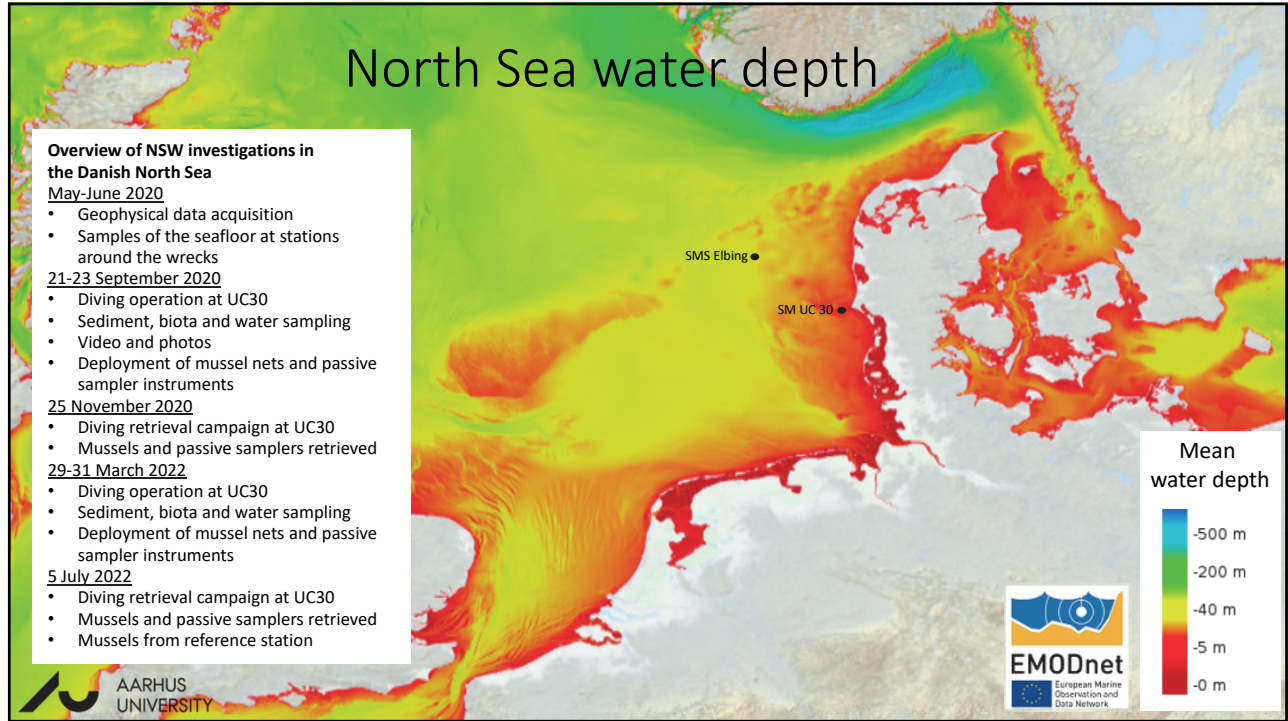 North Sea water depth
Overview of NSW investigations in
the Danish North Sea
May-June 2020
• Geophysical data acquisition
• Samples of the seafloor at stations
around the wrecks
21-23 September 2020
• Diving operation at UC30
• Sediment, biota and water sampling
• Video and photos
• Deployment of mussel nets and passive
sampler instruments
25 November 2020
• Diving retrieval campaign at UC30
• Mussels and passive samplers retrieved
29-31 March 2022
• Diving operation at UC30
• Sediment, biota and water sampling
• Deployment of mussel nets and passive
sampler instruments
5 July 2022
• Diving retrieval campaign at UC30
• Mussels and passive samplers retrieved
• Mussels from reference station
SMS Elbing
SM UC 30
Mean
water depth
-500 m
-200 m
-40 m
-5 m
-0 m
EMODnet
European Marine
Observation and
Data Network
AARHUS
UNIVERSITY